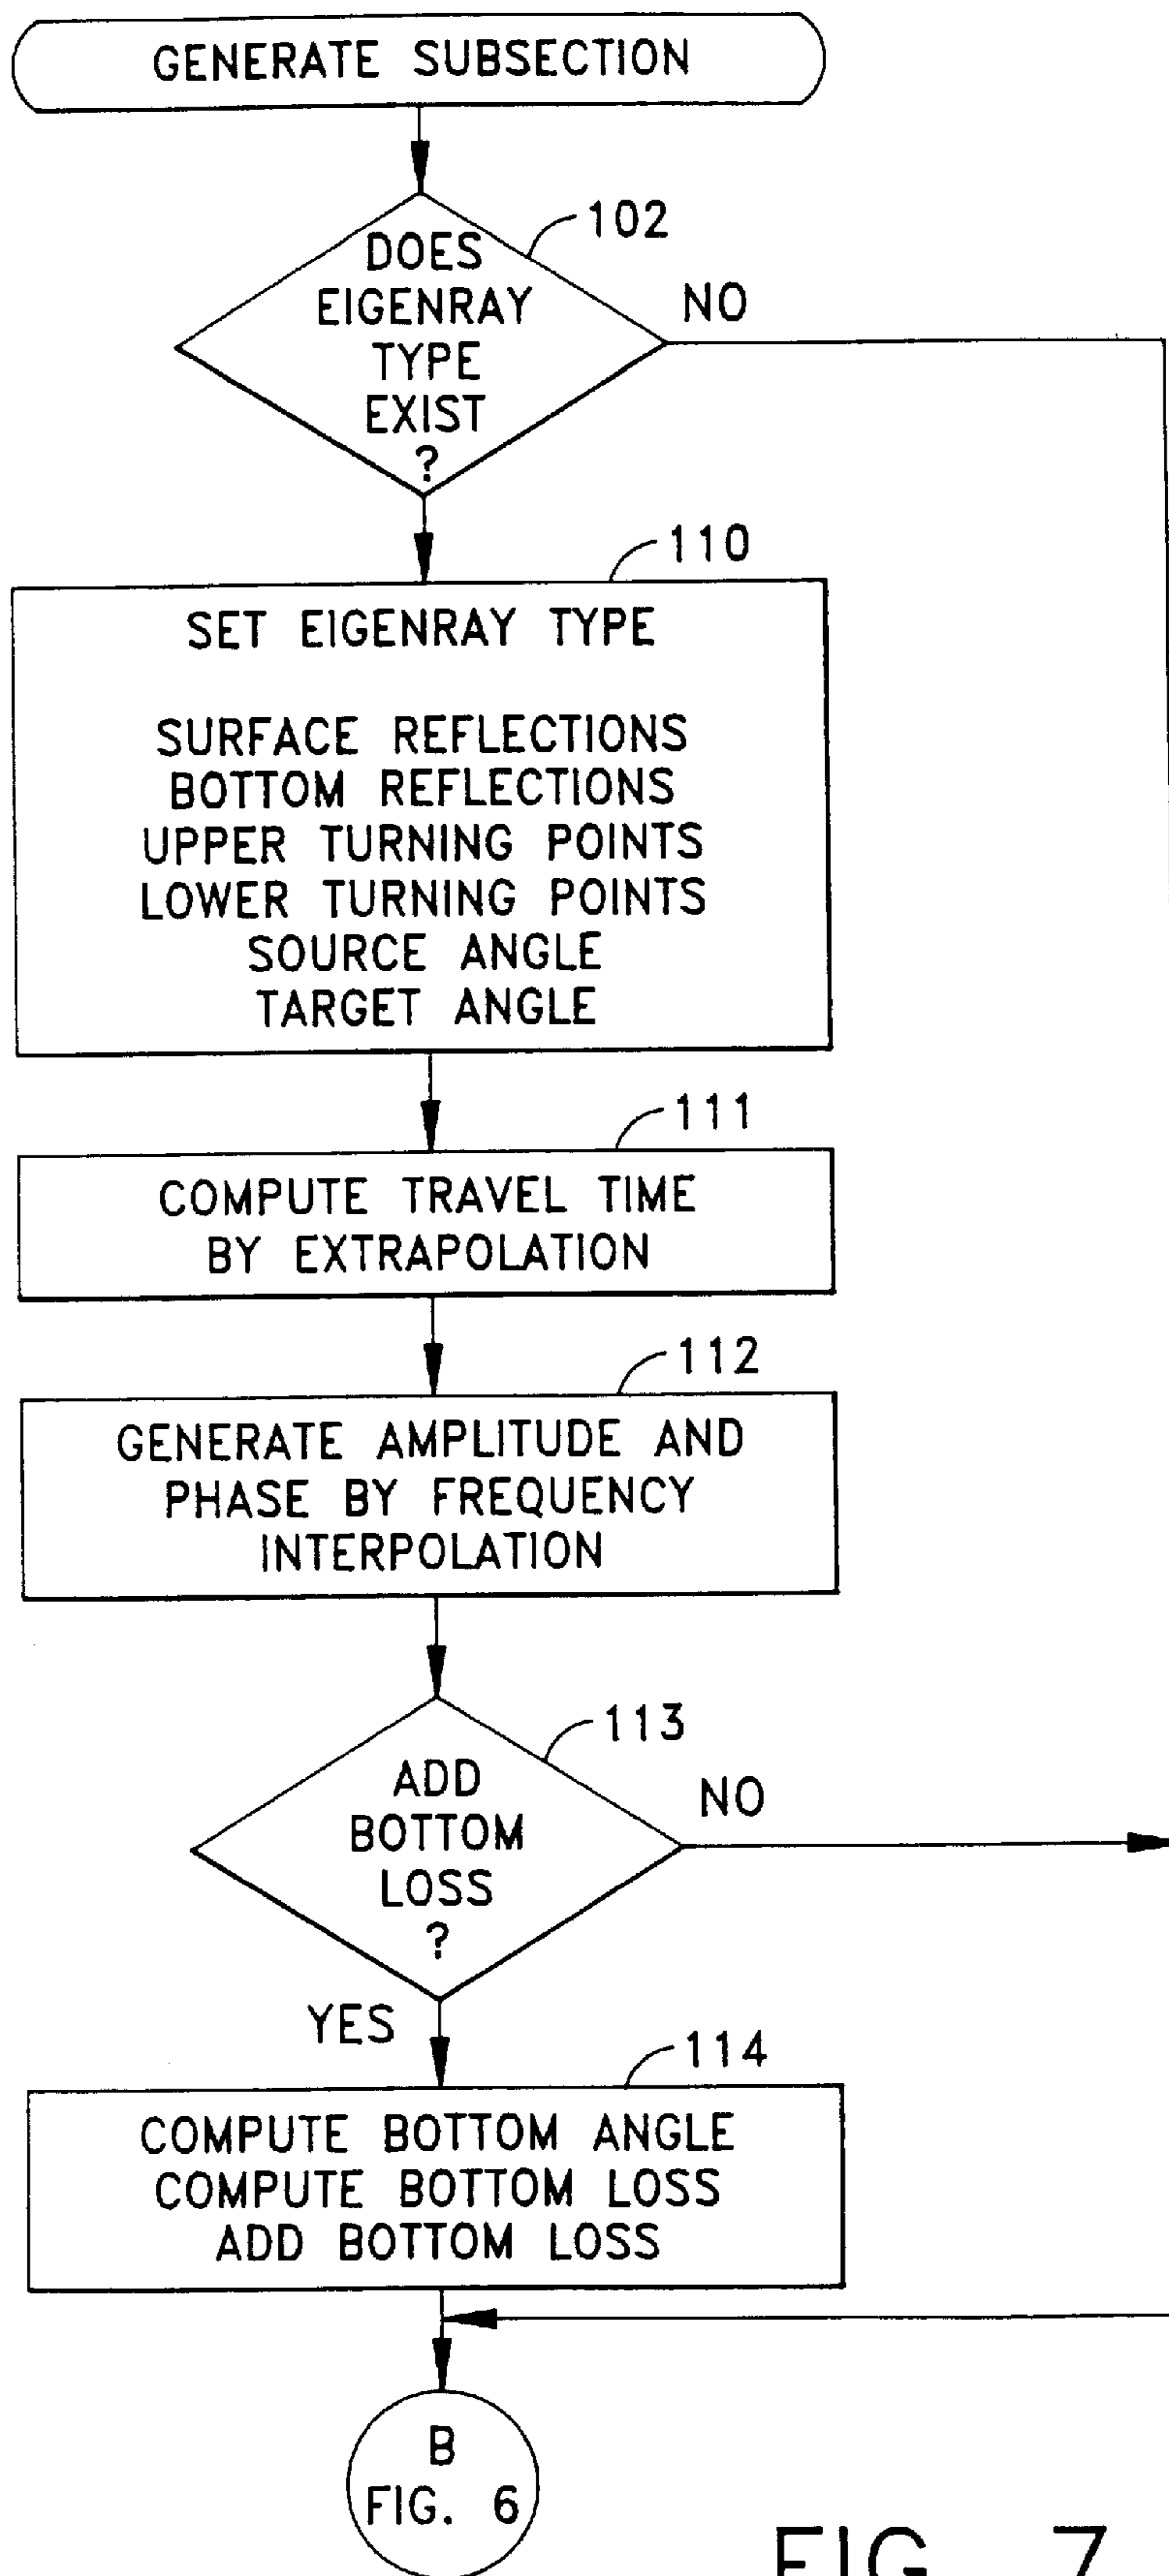 GENERATE SUBSECTION
102
DOES
EIGENRAY
TYPE
EXIST
?
NO
110
SET EIGENRAY TYPE
SURFACE REFLECTIONS
BOTTOM REFLECTIONS
UPPER TURNING POINTS
LOWER TURNING POINTS
SOURCE ANGLE
TARGET ANGLE
111
COMPUTE TRAVEL TIME
BY EXTRAPOLATION
112
GENERATE AMPLITUDE AND
PHASE BY FREQUENCY
INTERPOLATION
113
ADD
BOTTOM
LOSS
?
NO
YES
114
COMPUTE BOTTOM ANGLE
COMPUTE BOTTOM LOSS
ADD BOTTOM LOSS
B
FIG. 6
FIG. 7